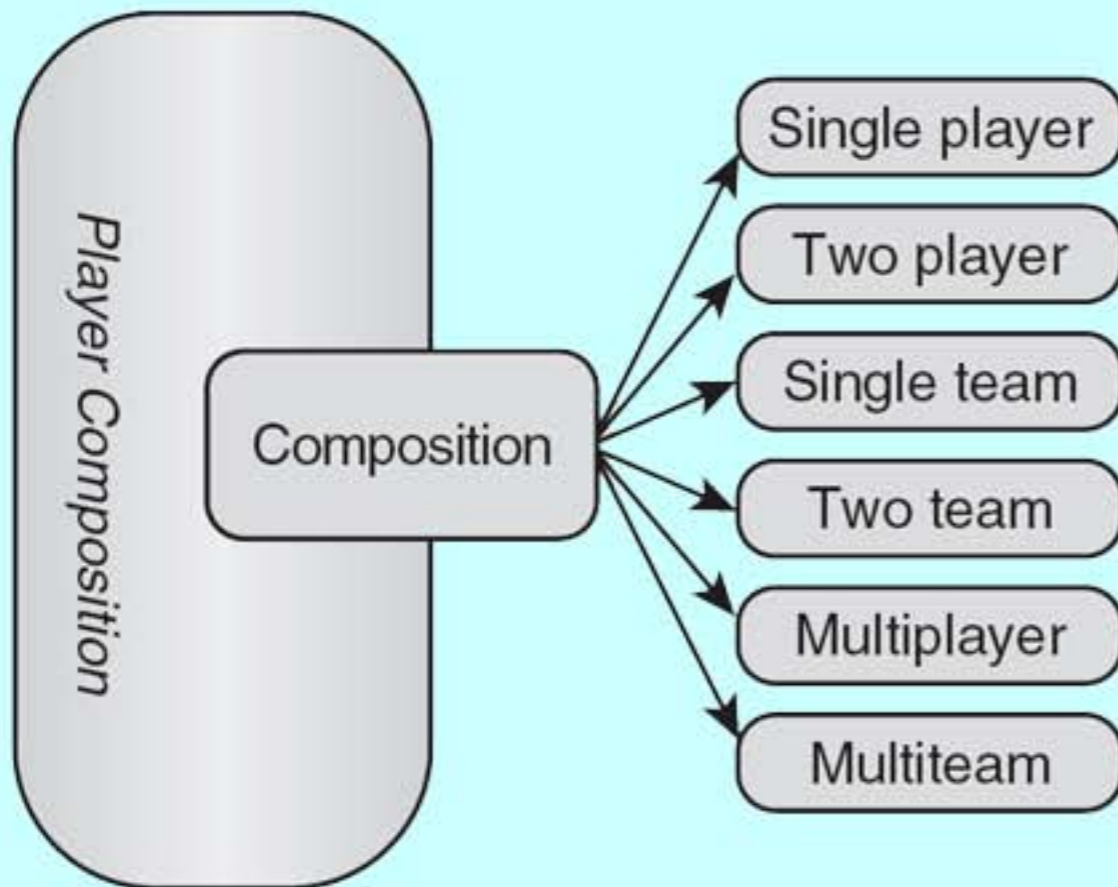 Player Composition
Composition
Single player
Two player
Single team
Two team
Multiplayer
Multiteam